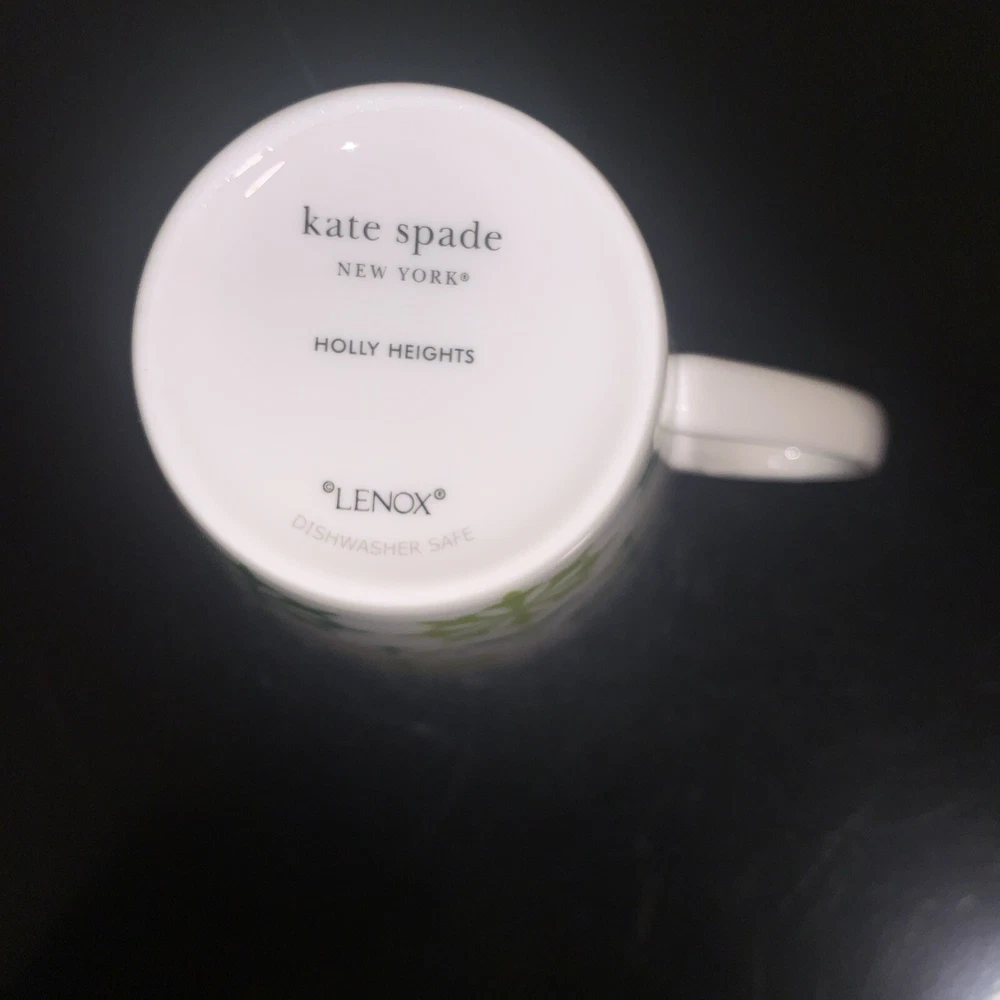 kate spade
NEW YORK®
HOLLY HEIGHTS
©LENOX®
DISHWASHER SAFE